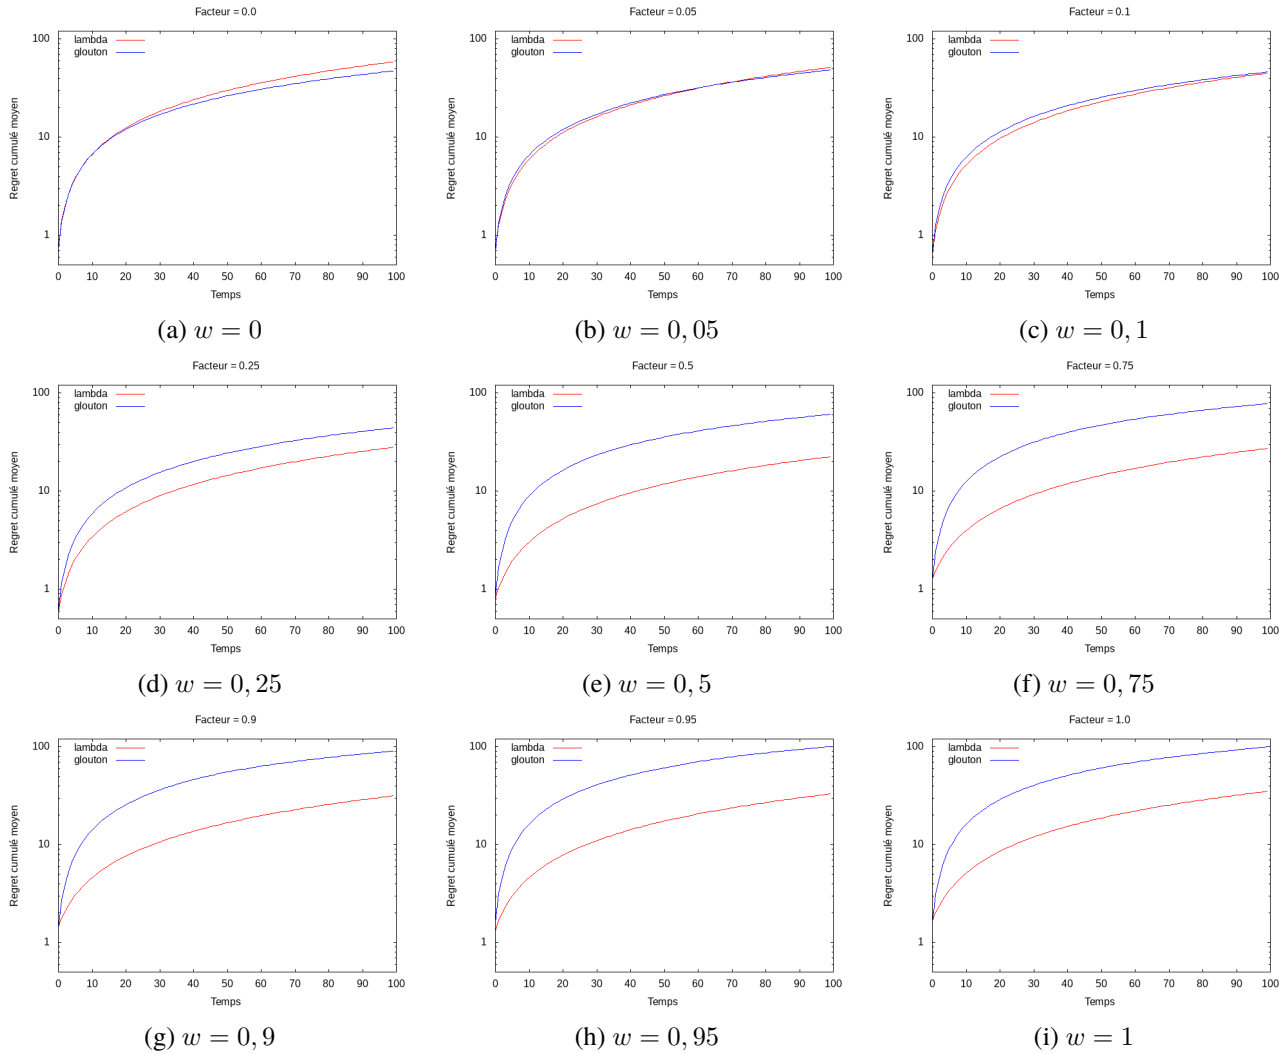 Facteur = 0.0
lambda
glouton
100
10
1
Regret cumulé moyen
0 10 20 30 40 50 60 70 80 90 100
Temps
(a) w = 0
Facteur = 0.05
lambda
glouton
100
10
1
Regret cumulé moyen
0 10 20 30 40 50 60 70 80 90 100
Temps
(b) w = 0, 05
Facteur = 0.1
lambda
glouton
100
10
1
Regret cumulé moyen
0 10 20 30 40 50 60 70 80 90 100
Temps
(c) w = 0, 1
Facteur = 0.25
lambda
glouton
100
10
1
Regret cumulé moyen
0 10 20 30 40 50 60 70 80 90 100
Temps
(d) w = 0, 25
Facteur = 0.5
lambda
glouton
100
10
1
Regret cumulé moyen
0 10 20 30 40 50 60 70 80 90 100
Temps
(e) w = 0, 5
Facteur = 0.75
lambda
glouton
100
10
1
Regret cumulé moyen
0 10 20 30 40 50 60 70 80 90 100
Temps
(f) w = 0, 75
Facteur = 0.9
lambda
glouton
100
10
1
Regret cumulé moyen
0 10 20 30 40 50 60 70 80 90 100
Temps
(g) w = 0, 9
Facteur = 0.95
lambda
glouton
100
10
1
Regret cumulé moyen
0 10 20 30 40 50 60 70 80 90 100
Temps
(h) w = 0, 95
Facteur = 1.0
lambda
glouton
100
10
1
Regret cumulé moyen
0 10 20 30 40 50 60 70 80 90 100
Temps
(i) w = 1